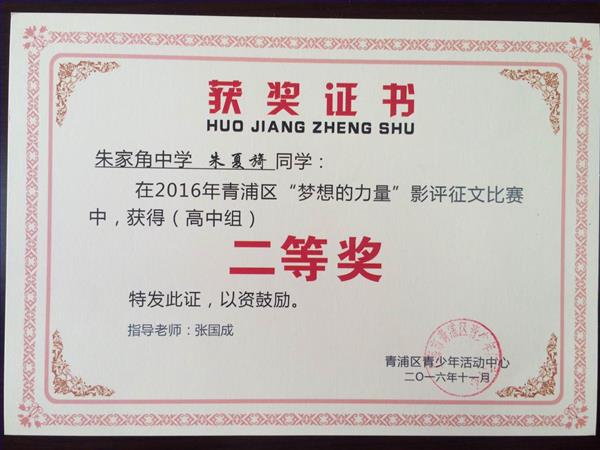 获奖证书
HUO JIANG ZHENG SHU
朱家角中学 朱夏旖 同学：
在2016年青浦区“梦想的力量”影评征文比赛
中，获得（高中组）
二等奖
特发此证，以资鼓励。
指导老师：张国成
青浦区青少年活动中心
二〇一六年十一月